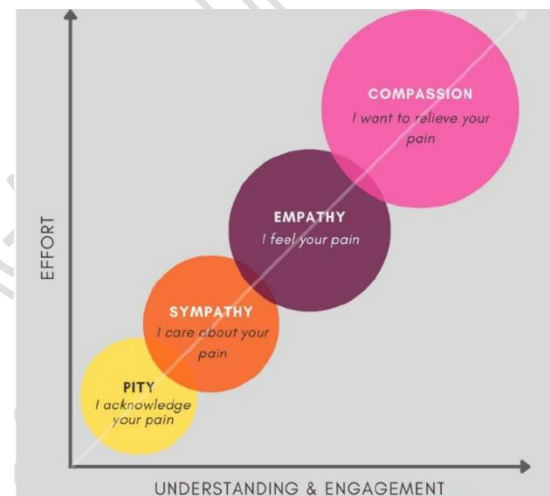 COMPASSION
I want to relieve your
pain
EMPATHY
I feel your pain
SYMPATHY
I care about your
pain
PITY
I acknowledge
your pain
EFFORT
UNDERSTANDING & ENGAGEMENT